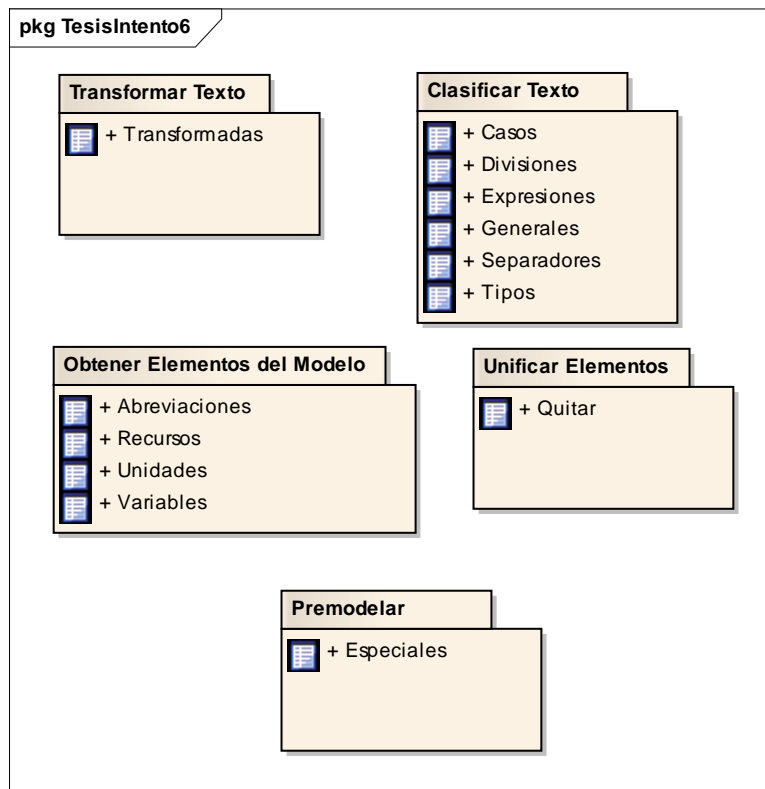 pkg TesisIntento6
Transformar Texto
+ Transformadas
Clasificar Texto
+ Casos
+ Divisiones
+ Expresiones
+ Generales
+ Separadores
+ Tipos
Obtener Elementos del Modelo
+ Abreviaciones
+ Recursos
+ Unidades
+ Variables
Unificar Elementos
+ Quitar
Premodelar
+ Especiales